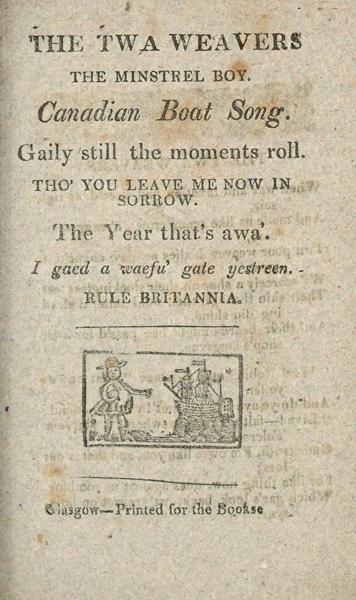 THE TWA WEAVERS
THE MINSTREL BOY.
Canadian Boat Song.
Gaily still the moments roll.
THO' YOU LEAVE ME NOW IN
SORROW.
The Year that's awa'.
I gaed a waefu' gate yestreen.
RULE BRITANNIA.
Glasgow—Printed for the Bookse